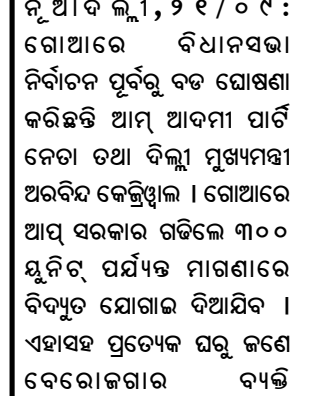 ନୂଆଦିଲ୍ଲୀ,୨୧/୦୯:
ଗୋଆରେ ବିଧାନସଭା
ନିର୍ବାଚନ ପୂର୍ବରୁ ବଡ ଘୋଷଣା
କରିଛନ୍ତି ଆମ୍ ଆଦମୀ ପାର୍ଟି
ନେତା ତଥା ଦିଲ୍ଲୀ ମୁଖ୍ୟମନ୍ତ୍ରୀ
ଅରବିନ୍ଦ କେଜ୍ରିଓ୍ବାଲ । ଗୋଆରେ
ଆପ୍ ସରକାର ଗଢିଲେ ୩୦୦
ୟୁନିଟ୍ ପର୍ଯ୍ୟନ୍ତ ମାଗଣାରେ
ବିଦ୍ୟୁତ ଯୋଗାଇ ଦିଆଯିବ ।
ଏହାସହ ପ୍ରତ୍ୟେକ ଘରୁ ଜଣେ
ବେରୋଜଗାର ବ୍ୟକ୍ତି